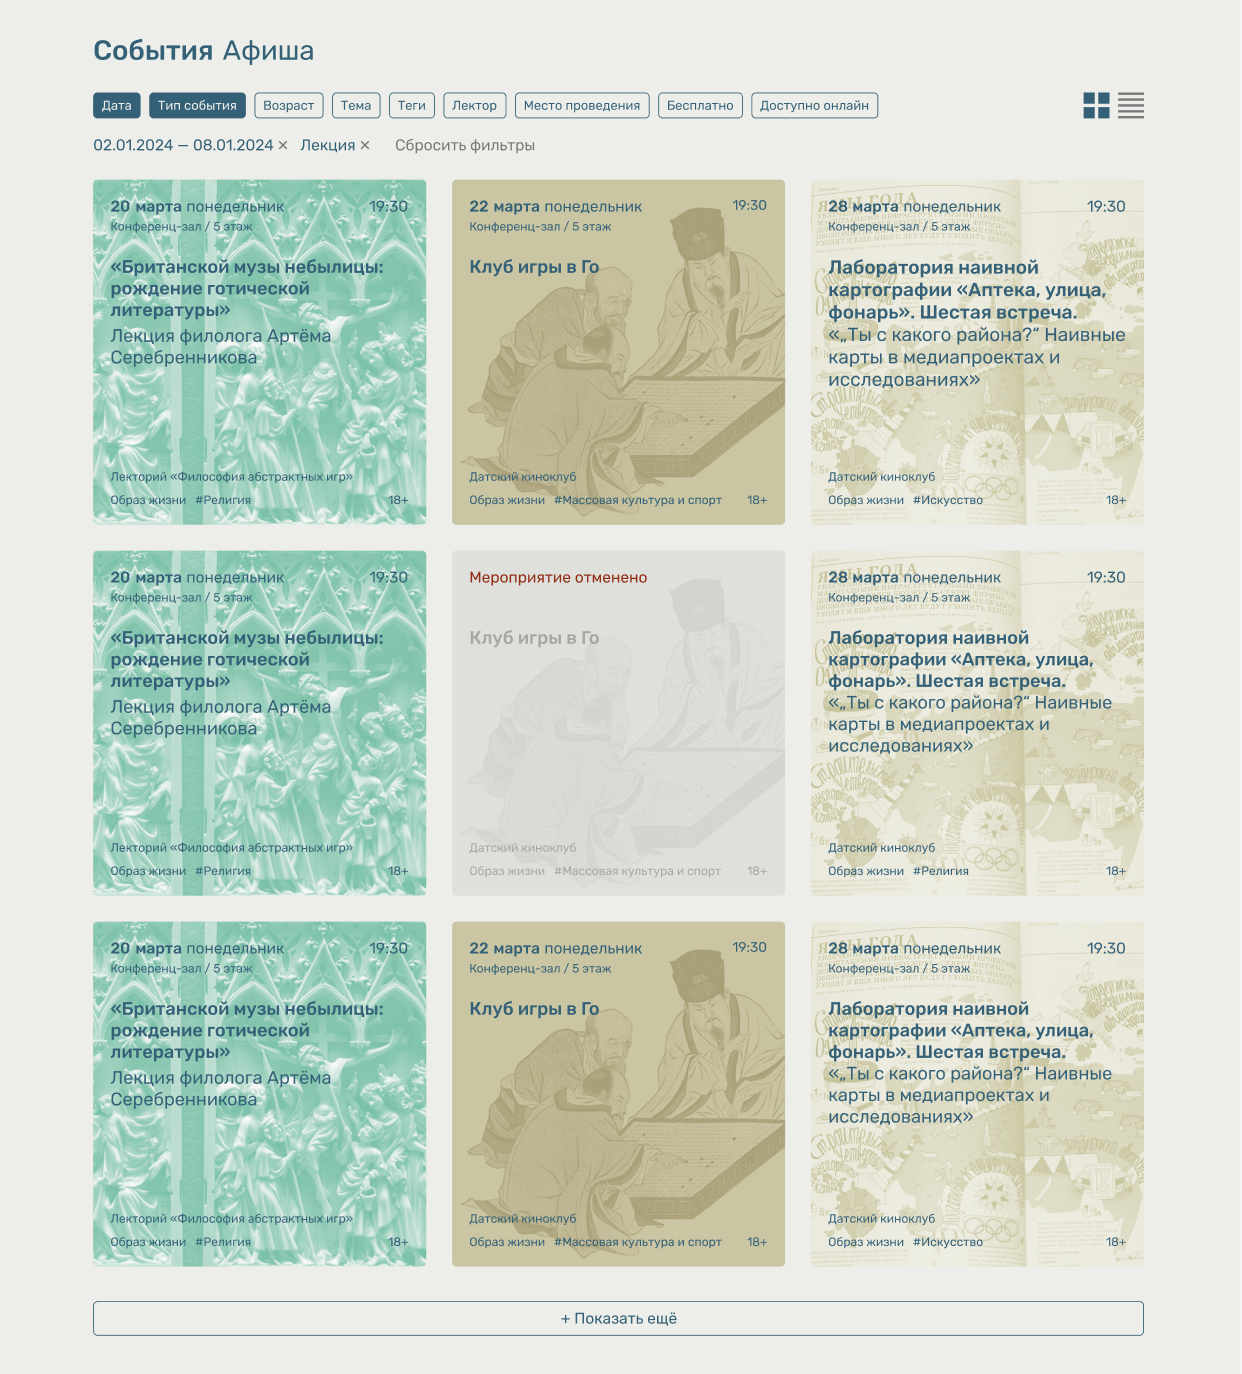 События Афиша
Дата Тип события Возраст Тема Теги Лектор Место проведения Бесплатно Доступно онлайн
02.01.2024 — 08.01.2024 × Лекция × Сбросить фильтры
20 марта понедельник 19:30
Конференц-зал / 5 этаж
«Британской музы небылицы:
рождение готической
литературы»
Лекция филолога Артёма
Серебренникова
Лекторий «Философия абстрактных игр»
Образ жизни #Религия 18+
22 марта понедельник 19:30
Конференц-зал / 5 этаж
Клуб игры в Го
Датский киноклуб
Образ жизни #Массовая культура и спорт 18+
28 марта понедельник 19:30
Конференц-зал / 5 этаж
Лаборатория наивной
картографии «Аптека, улица,
фонарь». Шестая встреча.
«„Ты с какого района?“ Наивные
карты в медиапроектах и
исследованиях»
Датский киноклуб
Образ жизни #Искусство 18+
20 марта понедельник 19:30
Конференц-зал / 5 этаж
«Британской музы небылицы:
рождение готической
литературы»
Лекция филолога Артёма
Серебренникова
Лекторий «Философия абстрактных игр»
Образ жизни #Религия 18+
Мероприятие отменено
Клуб игры в Го
Датский киноклуб
Образ жизни #Массовая культура и спорт 18+
28 марта понедельник 19:30
Конференц-зал / 5 этаж
Лаборатория наивной
картографии «Аптека, улица,
фонарь». Шестая встреча.
«„Ты с какого района?“ Наивные
карты в медиапроектах и
исследованиях»
Датский киноклуб
Образ жизни #Религия 18+
20 марта понедельник 19:30
Конференц-зал / 5 этаж
«Британской музы небылицы:
рождение готической
литературы»
Лекция филолога Артёма
Серебренникова
Лекторий «Философия абстрактных игр»
Образ жизни #Религия 18+
22 марта понедельник 19:30
Конференц-зал / 5 этаж
Клуб игры в Го
Датский киноклуб
Образ жизни #Массовая культура и спорт 18+
28 марта понедельник 19:30
Конференц-зал / 5 этаж
Лаборатория наивной
картографии «Аптека, улица,
фонарь». Шестая встреча.
«„Ты с какого района?“ Наивные
карты в медиапроектах и
исследованиях»
Датский киноклуб
Образ жизни #Искусство 18+
+ Показать ещё